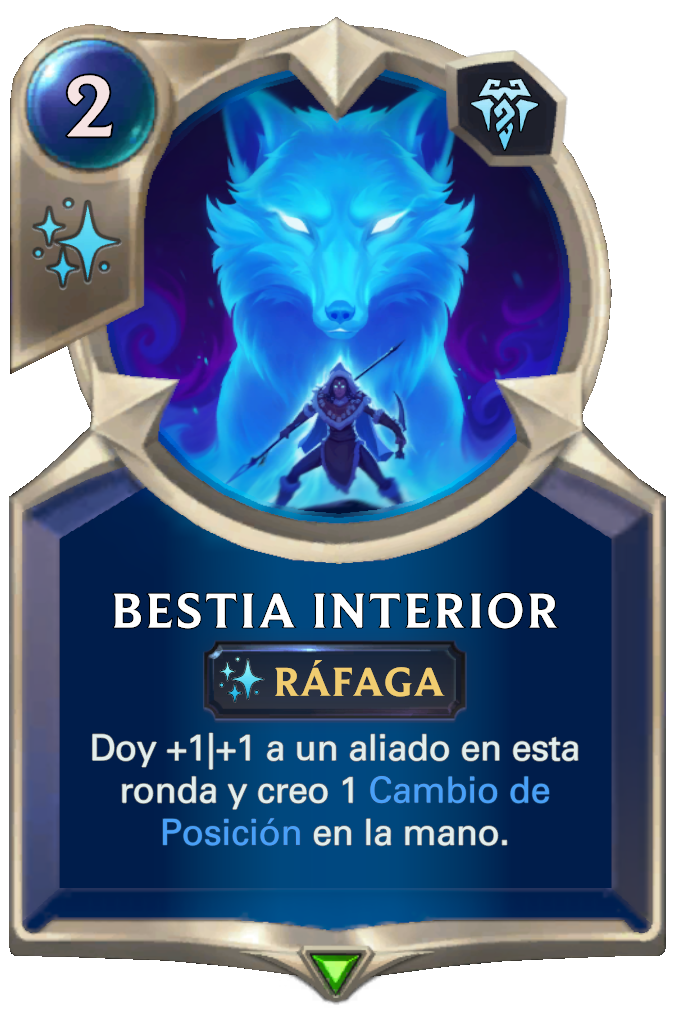 2
BESTIA INTERIOR
RÁFAGA
Doy +1|+1 a un aliado en esta
ronda y creo 1 Cambio de
Posición en la mano.